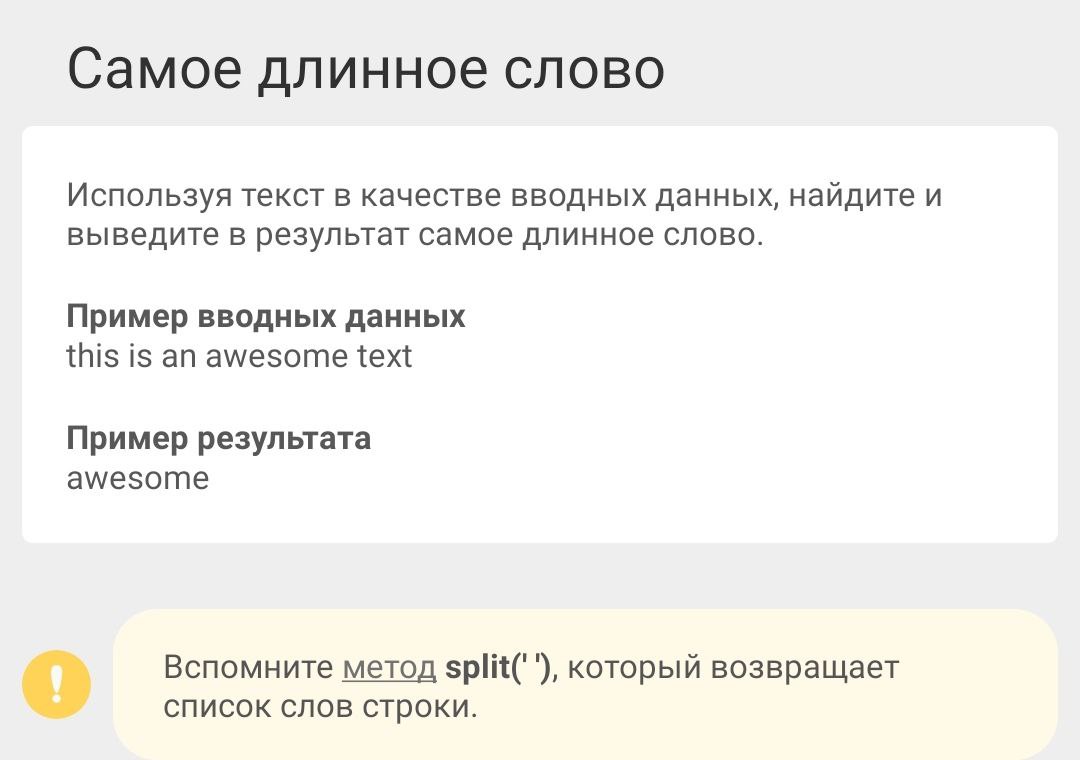 Самое длинное слово
Используя текст в качестве вводных данных, найдите и
выведите в результат самое длинное слово.
Пример вводных данных
this is an awesome text
Пример результата
awesome
Вспомните метод split(' '), который возвращает
список слов строки.